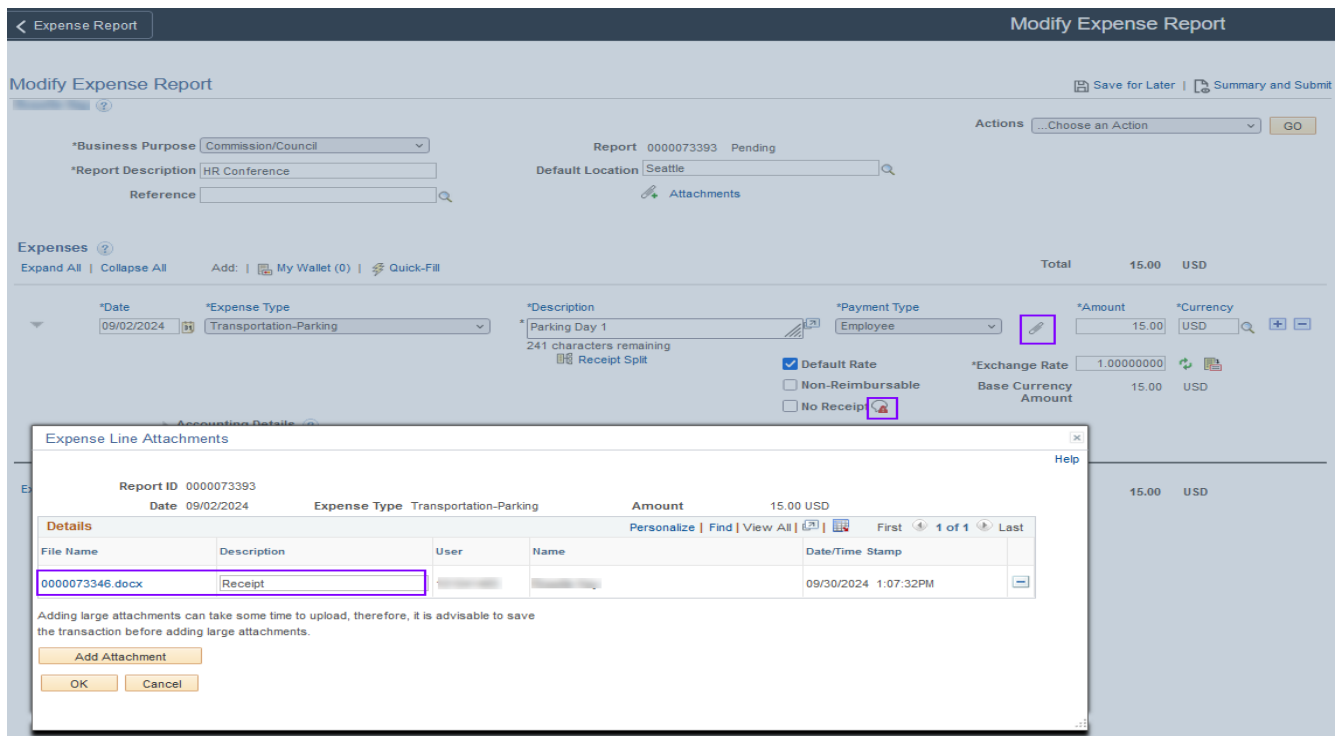 Expense Report
Modify Expense Report
Modify Expense Report
Save for Later | Summary and Submit
Actions ...Choose an Action GO
*Business Purpose Commission/Council
Report 0000073393 Pending
*Report Description HR Conference
Default Location Seattle
Reference
Attachments
Expenses
Expand All | Collapse All Add: | My Wallet (0) | Quick-Fill
Total 15.00 USD
*Date *Expense Type *Description *Payment Type *Amount *Currency
09/02/2024 Transportation-Parking * Parking Day 1 Employee 15.00 USD
241 characters remaining
Receipt Split
Default Rate
*Exchange Rate 1.00000000
Non-Reimbursable
Base Currency Amount 15.00 USD
No Receipt
Accounting Details
Expense Line Attachments
Help
Report ID 0000073393
15.00 USD
Date 09/02/2024 Expense Type Transportation-Parking Amount 15.00 USD
Details Personalize | Find | View All | | First 1 of 1 Last
File Name Description User Name Date/Time Stamp
0000073346.docx Receipt 09/30/2024 1:07:32PM
Adding large attachments can take some time to upload, therefore, it is advisable to save
the transaction before adding large attachments.
Add Attachment
OK Cancel